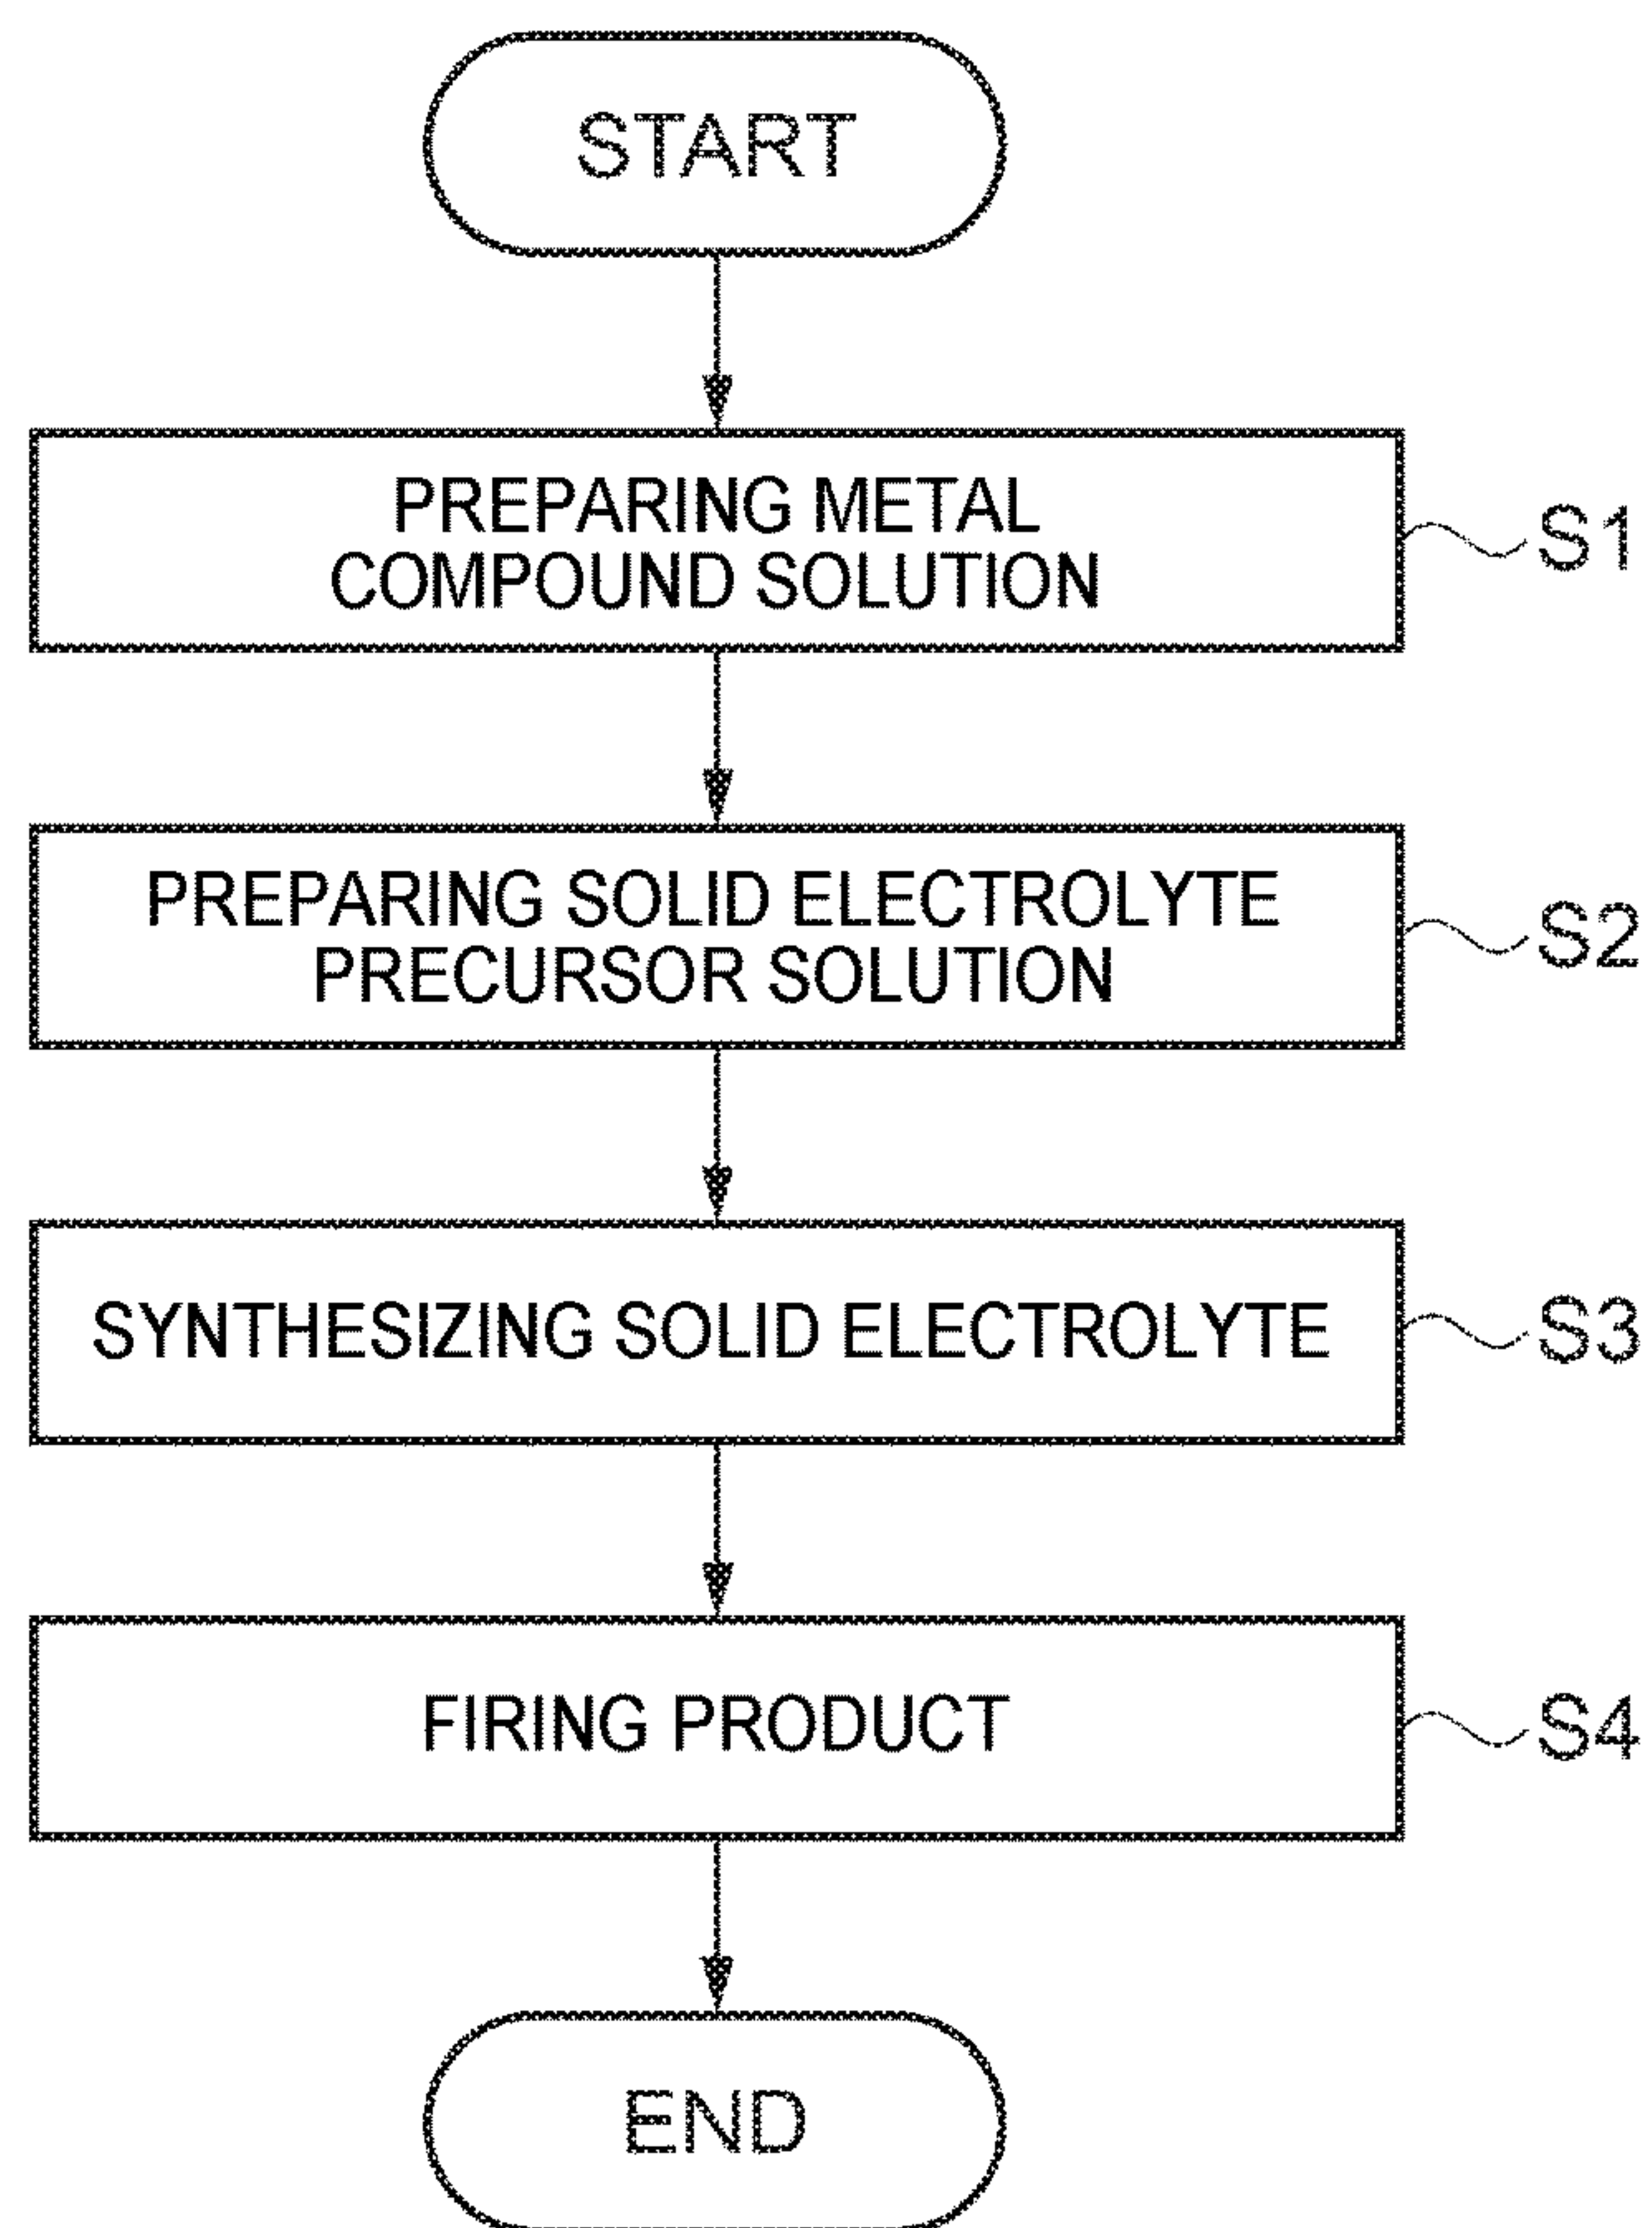 START
PREPARING METAL
COMPOUND SOLUTION
S1
PREPARING SOLID ELECTROLYTE
PRECURSOR SOLUTION
S2
SYNTHESIZING SOLID ELECTROLYTE
S3
FIRING PRODUCT
S4
END